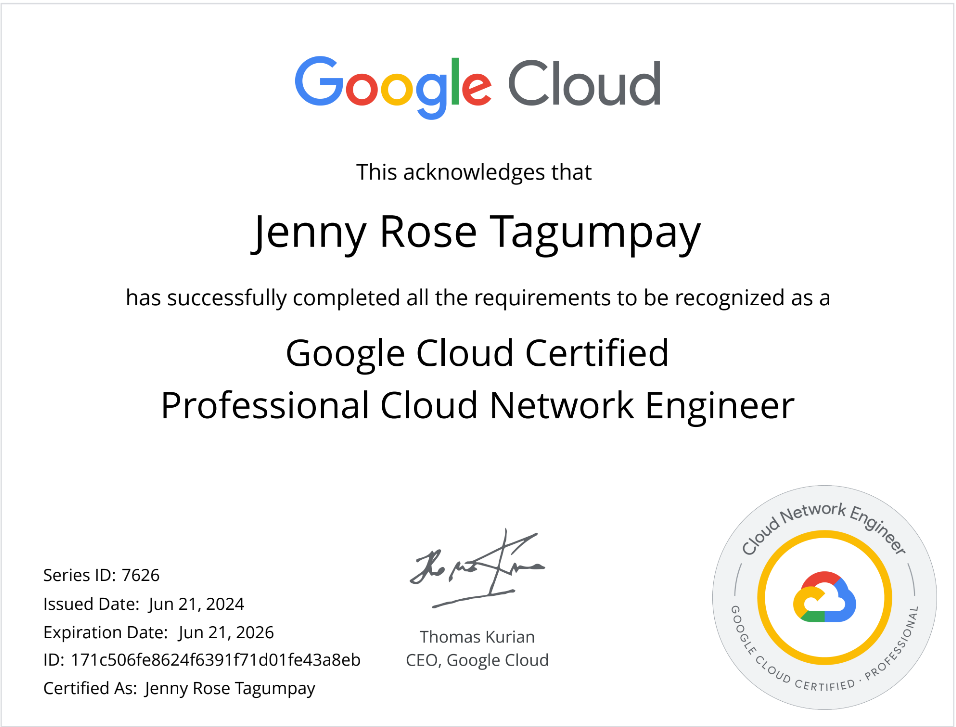 Google Cloud
This acknowledges that
Jenny Rose Tagumpay
has successfully completed all the requirements to be recognized as a
Google Cloud Certified
Professional Cloud Network Engineer
Series ID: 7626
Issued Date: Jun 21, 2024
Expiration Date: Jun 21, 2026
ID: 171c506fe8624f6391f71d01fe43a8eb
Certified As: Jenny Rose Tagumpay
Thomas Kurian
CEO, Google Cloud
Cloud Network Engineer
GOOGLE CLOUD CERTIFIED · PROFESSIONAL